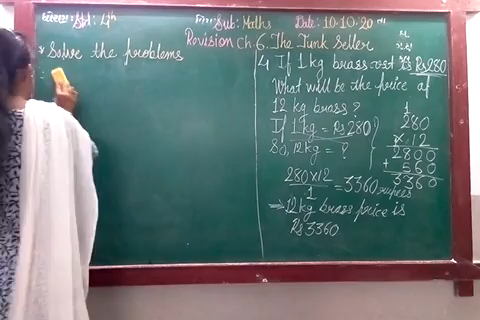 Std: 4th Sub: Maths Date: 10-10-20
Revision Ch-6. The Junk Seller
* Solve the problems
4 If 1 kg brass cost is Rs 280
What will be the price of
12 kg brass?
If 1 kg = Rs 280
So, 12 kg = ?
280 × 12
1
= 3360 rupees
⇒ 12 kg brass price is
Rs 3360
1
280
× 12
2800
+ 560
3360